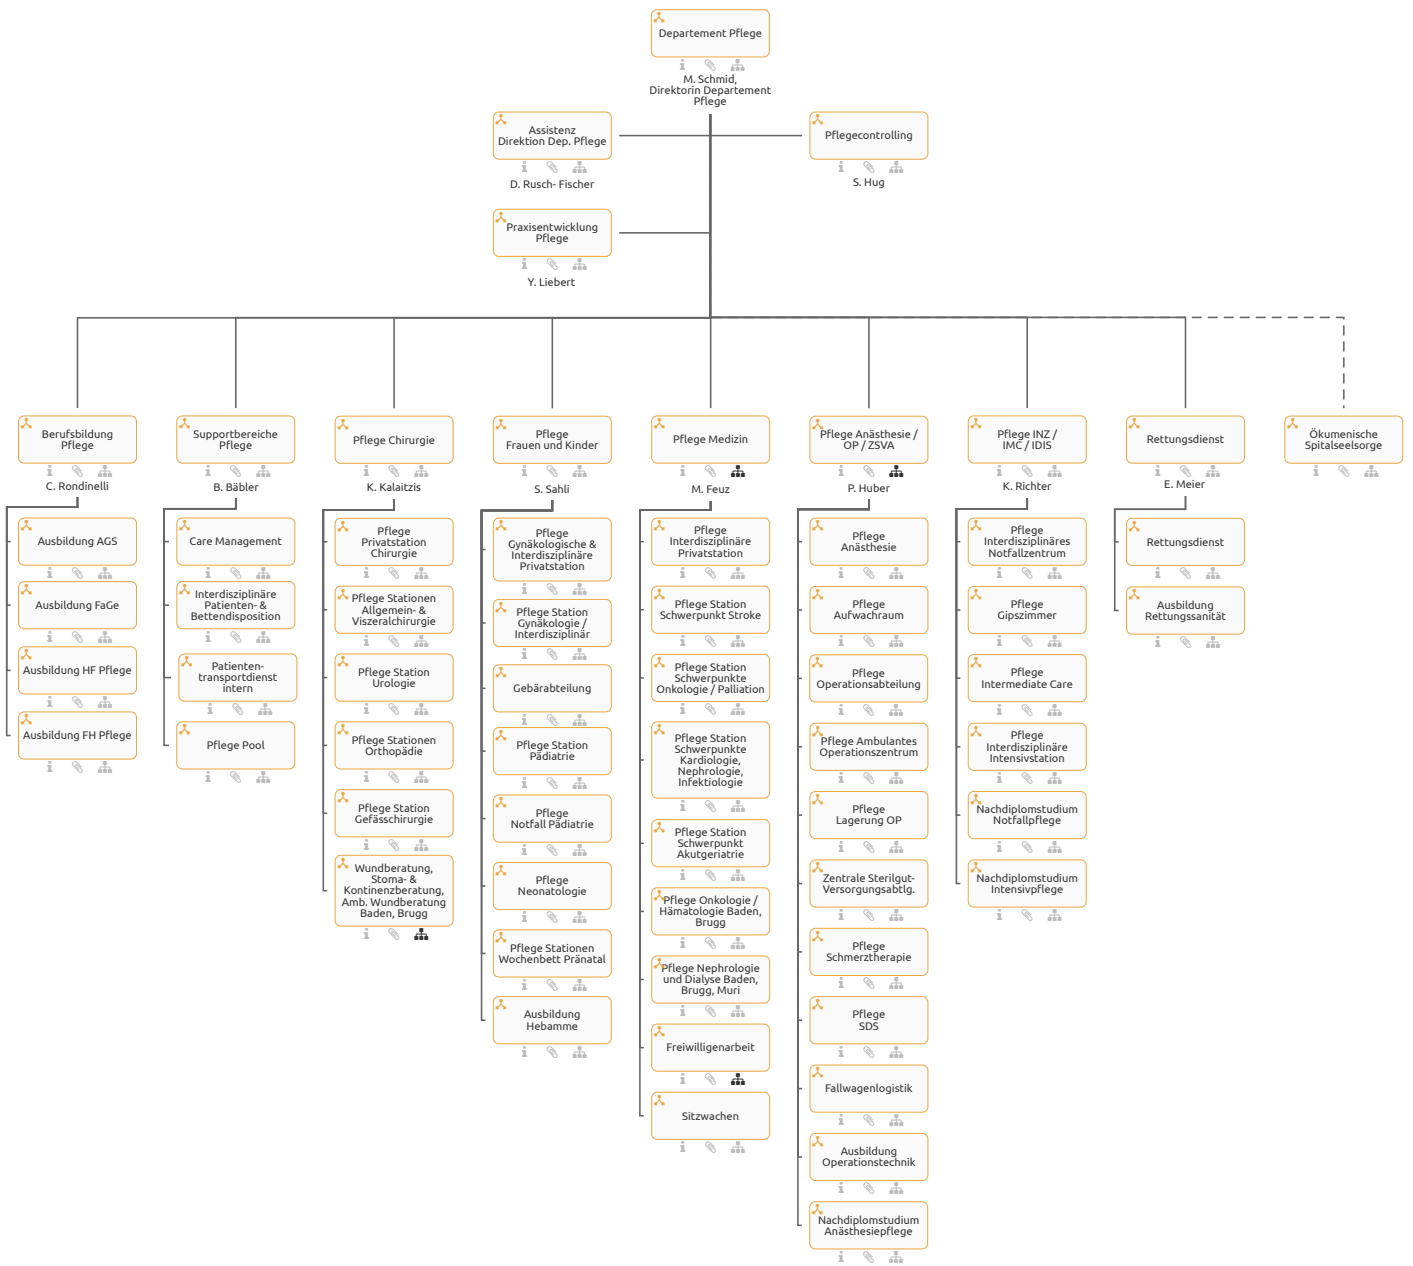 Departement Pflege
M. Schmid,
Direktorin Departement
Pflege
Assistenz
Direktion Dep. Pflege
D. Rusch- Fischer
Pflegecontrolling
S. Hug
Praxisentwicklung
Pflege
Y. Liebert
Berufsbildung
Pflege
C. Rondinelli
Ausbildung AGS
Ausbildung FaGe
Ausbildung HF Pflege
Ausbildung FH Pflege
Supportbereiche
Pflege
B. Bäbler
Care Management
Interdisziplinäre
Patienten- &
Bettendisposition
Patienten-
transportdienst
intern
Pflege Pool
Pflege Chirurgie
K. Kalaitzis
Pflege
Privatstation
Chirurgie
Pflege Stationen
Allgemein- &
Viszeralchirurgie
Pflege Station
Urologie
Pflege Stationen
Orthopädie
Pflege Station
Gefässchirurgie
Wundberatung,
Stoma- &
Kontinenzberatung,
Amb. Wundberatung
Baden, Brugg
Pflege
Frauen und Kinder
S. Sahli
Pflege
Gynäkologische &
Interdisziplinäre
Privatstation
Pflege Station
Gynäkologie /
Interdisziplinär
Gebärabteilung
Pflege Station
Pädiatrie
Pflege
Notfall Pädiatrie
Pflege
Neonatologie
Pflege Stationen
Wochenbett Pränatal
Ausbildung
Hebamme
Pflege Medizin
M. Feuz
Pflege
Interdisziplinäre
Privatstation
Pflege Station
Schwerpunkt Stroke
Pflege Station
Schwerpunkte
Onkologie / Palliation
Pflege Station
Schwerpunkte
Kardiologie,
Nephrologie,
Infektiologie
Pflege Station
Schwerpunkt
Akutgeriatrie
Pflege Onkologie /
Hämatologie Baden,
Brugg
Pflege Nephrologie
und Dialyse Baden,
Brugg, Muri
Freiwilligenarbeit
Sitzwachen
Pflege Anästhesie /
OP / ZSVA
P. Huber
Pflege
Anästhesie
Pflege
Aufwachraum
Pflege
Operationsabteilung
Pflege Ambulantes
Operationszentrum
Pflege
Lagerung OP
Zentrale Sterilgut-
Versorgungsabtlg.
Pflege
Schmerztherapie
Pflege
SDS
Fallwagenlogistik
Ausbildung
Operationstechnik
Nachdiplomstudium
Anästhesiepflege
Pflege INZ /
IMC / IDIS
K. Richter
Pflege
Interdisziplinäres
Notfallzentrum
Pflege
Gipszimmer
Pflege
Intermediate Care
Pflege
Interdisziplinäre
Intensivstation
Nachdiplomstudium
Notfallpflege
Nachdiplomstudium
Intensivpflege
Rettungsdienst
E. Meier
Rettungsdienst
Ausbildung
Rettungssanität
Ökumenische
Spitalseelsorge